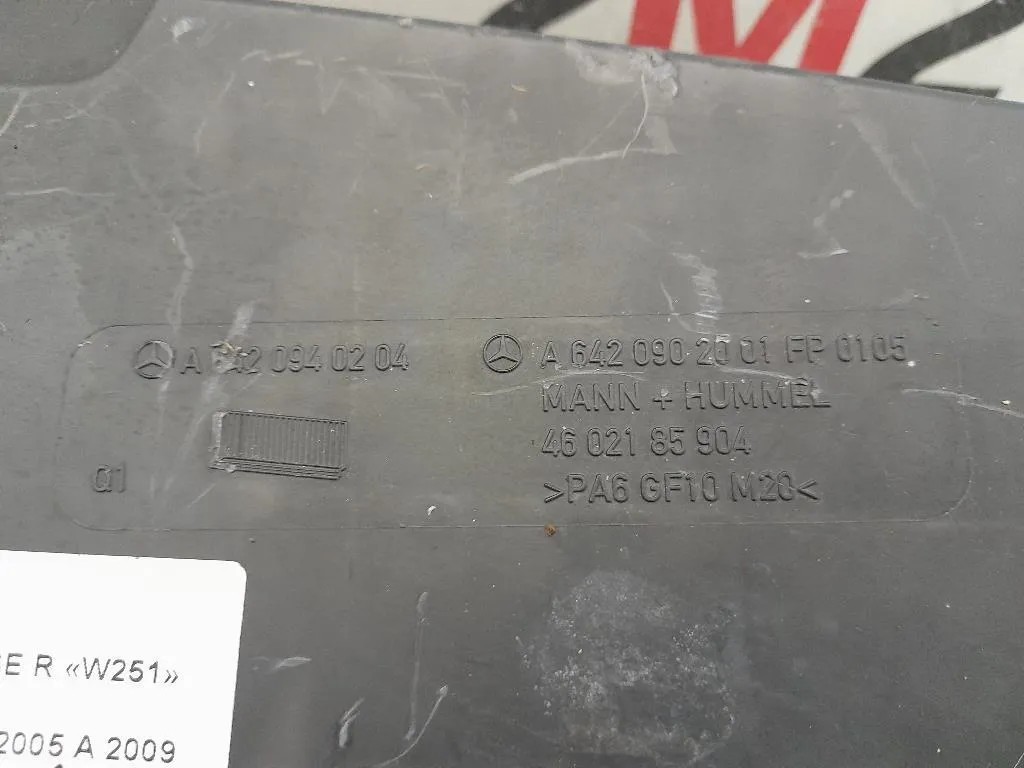 A 642 094 02 04
A 642 090 20 01 FP 0105
MANN + HUMMEL
46 021 85 904
>PA6 GF10 M20<
E R «W251»
2005 A 2009